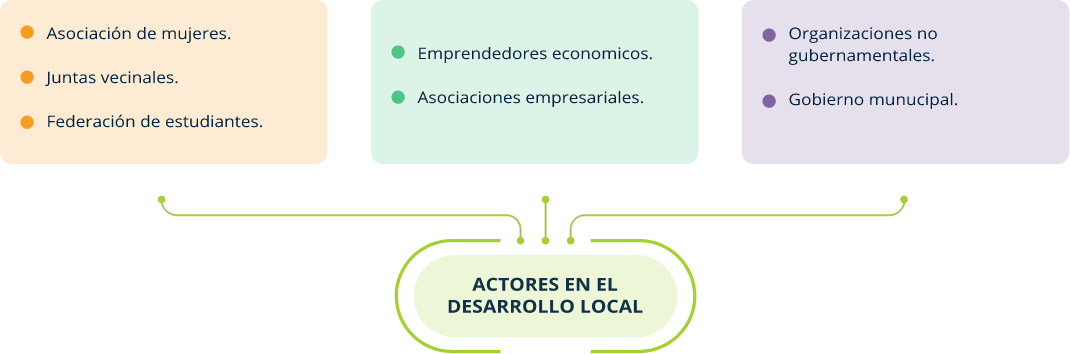 Asociación de mujeres.
Juntas vecinales.
Federación de estudiantes.
Emprendedores economicos.
Asociaciones empresariales.
Organizaciones no
gubernamentales.
Gobierno munucipal.
ACTORES EN EL
DESARROLLO LOCAL